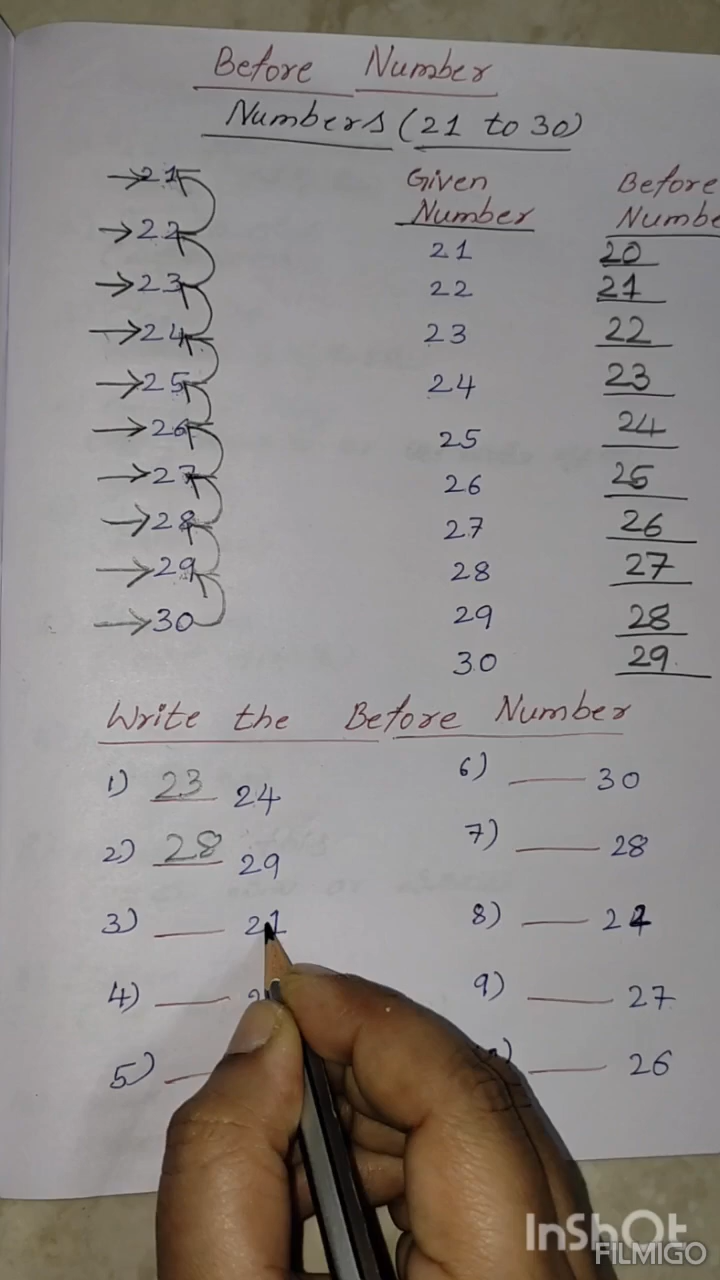 Before Number
Numbers (21 to 30)
21
22
23
24
25
26
27
28
29
30
Given Number
Before Numbe
21 20
22 21
23 22
24 23
25 24
26 25
27 26
28 27
29 28
30 29
Write the Before Number
1) 23 24
2) 28 29
3) ___ 21
4) ___
5) ___
6) ___ 30
7) ___ 28
8) ___
9) ___ 27
___ 26
InShOt
FILMIGO